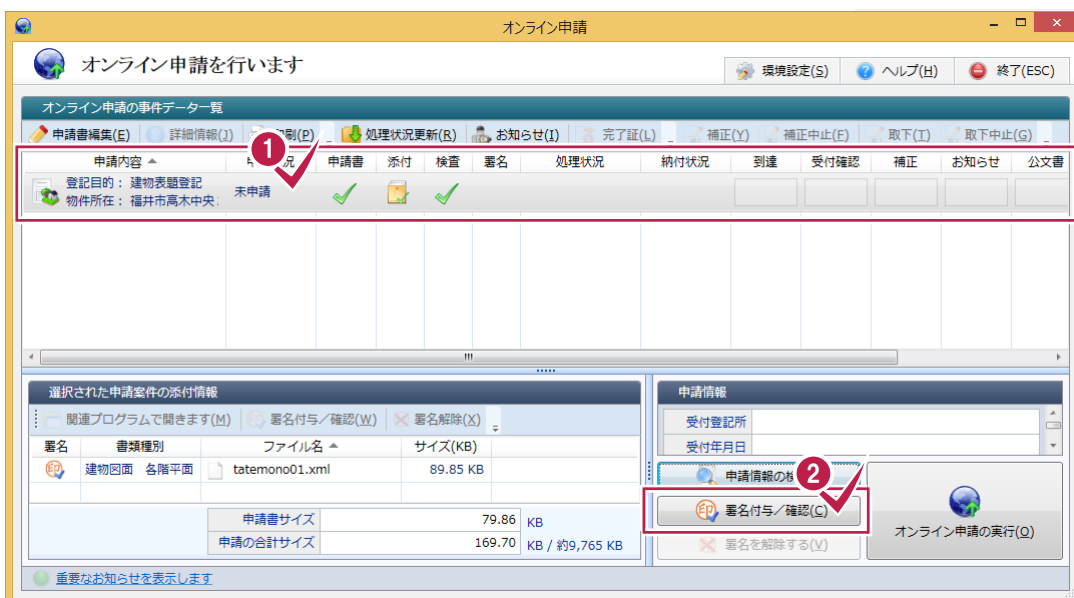 オンライン申請
オンライン申請を行います
環境設定(S) ヘルプ(H) 終了(ESC)
オンライン申請の事件データ一覧
申請書編集(E) 詳細情報(J) 印刷(P) 処理状況更新(R) お知らせ(I) 完了証(L) 補正(Y) 補正中止(F) 取下(T) 取下中止(G)
1
申請内容 申請書 添付 検査 署名 処理状況 納付状況 到達 受付確認 補正 お知らせ 公文書
登記目的： 建物表題登記
物件所在： 福井市高木中央
未申請
選択された申請案件の添付情報
申請情報
関連プログラムで開きます(M) 署名付与／確認(W) 署名解除(X)
受付登記所
受付年月日
署名 書類種別 ファイル名 サイズ(KB)
印 建物図面 各階平面 tatemono01.xml 89.85 KB
申請情報の
2
印 署名付与／確認(C)
署名を解除する(V)
オンライン申請の実行(O)
申請書サイズ 79.86 KB
申請の合計サイズ 169.70 KB / 約9,765 KB
重要なお知らせを表示します